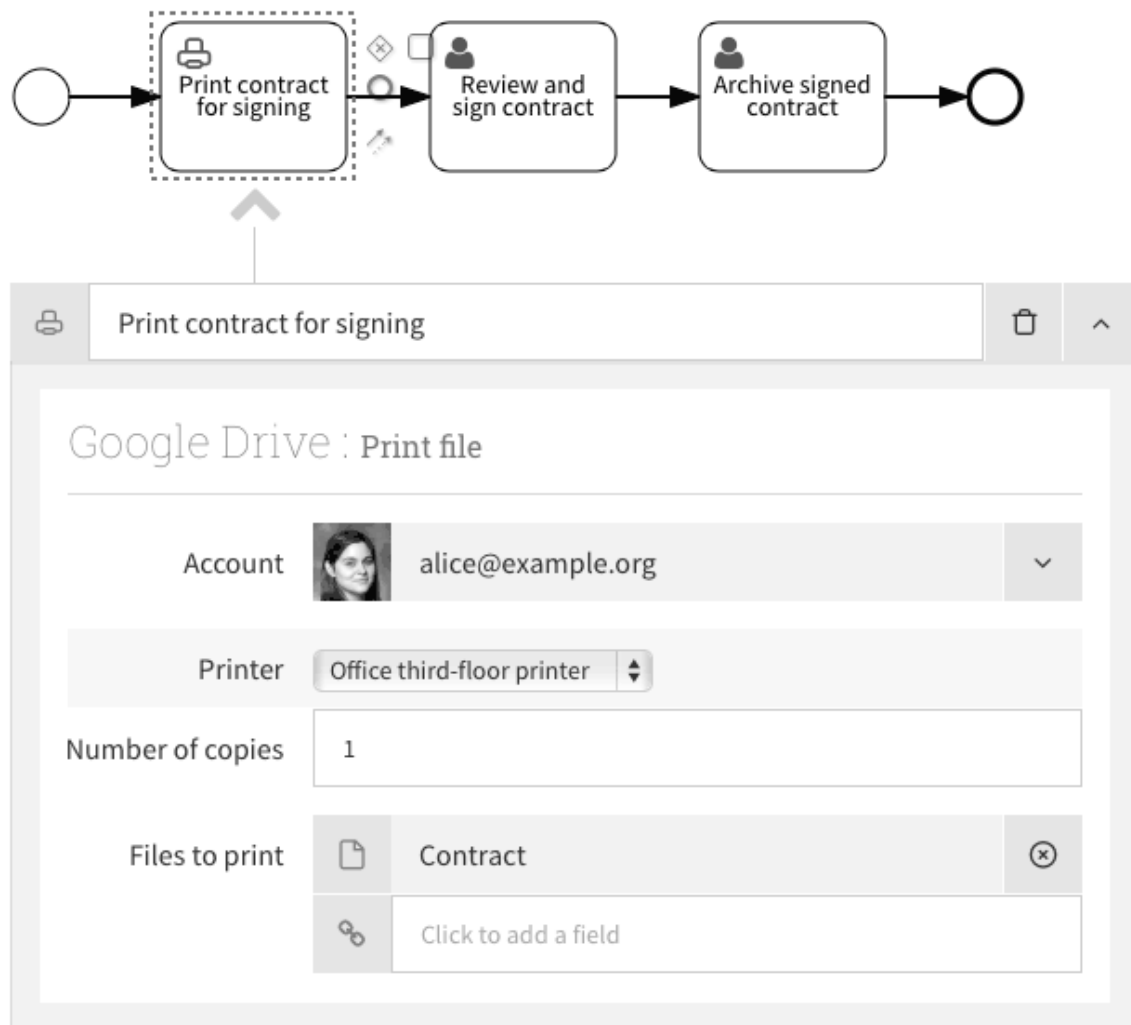 Print contract
for signing
Review and
sign contract
Archive signed
contract
Print contract for signing
Google Drive : Print file
Account alice@example.org
Printer Office third-floor printer
Number of copies 1
Files to print Contract
Click to add a field